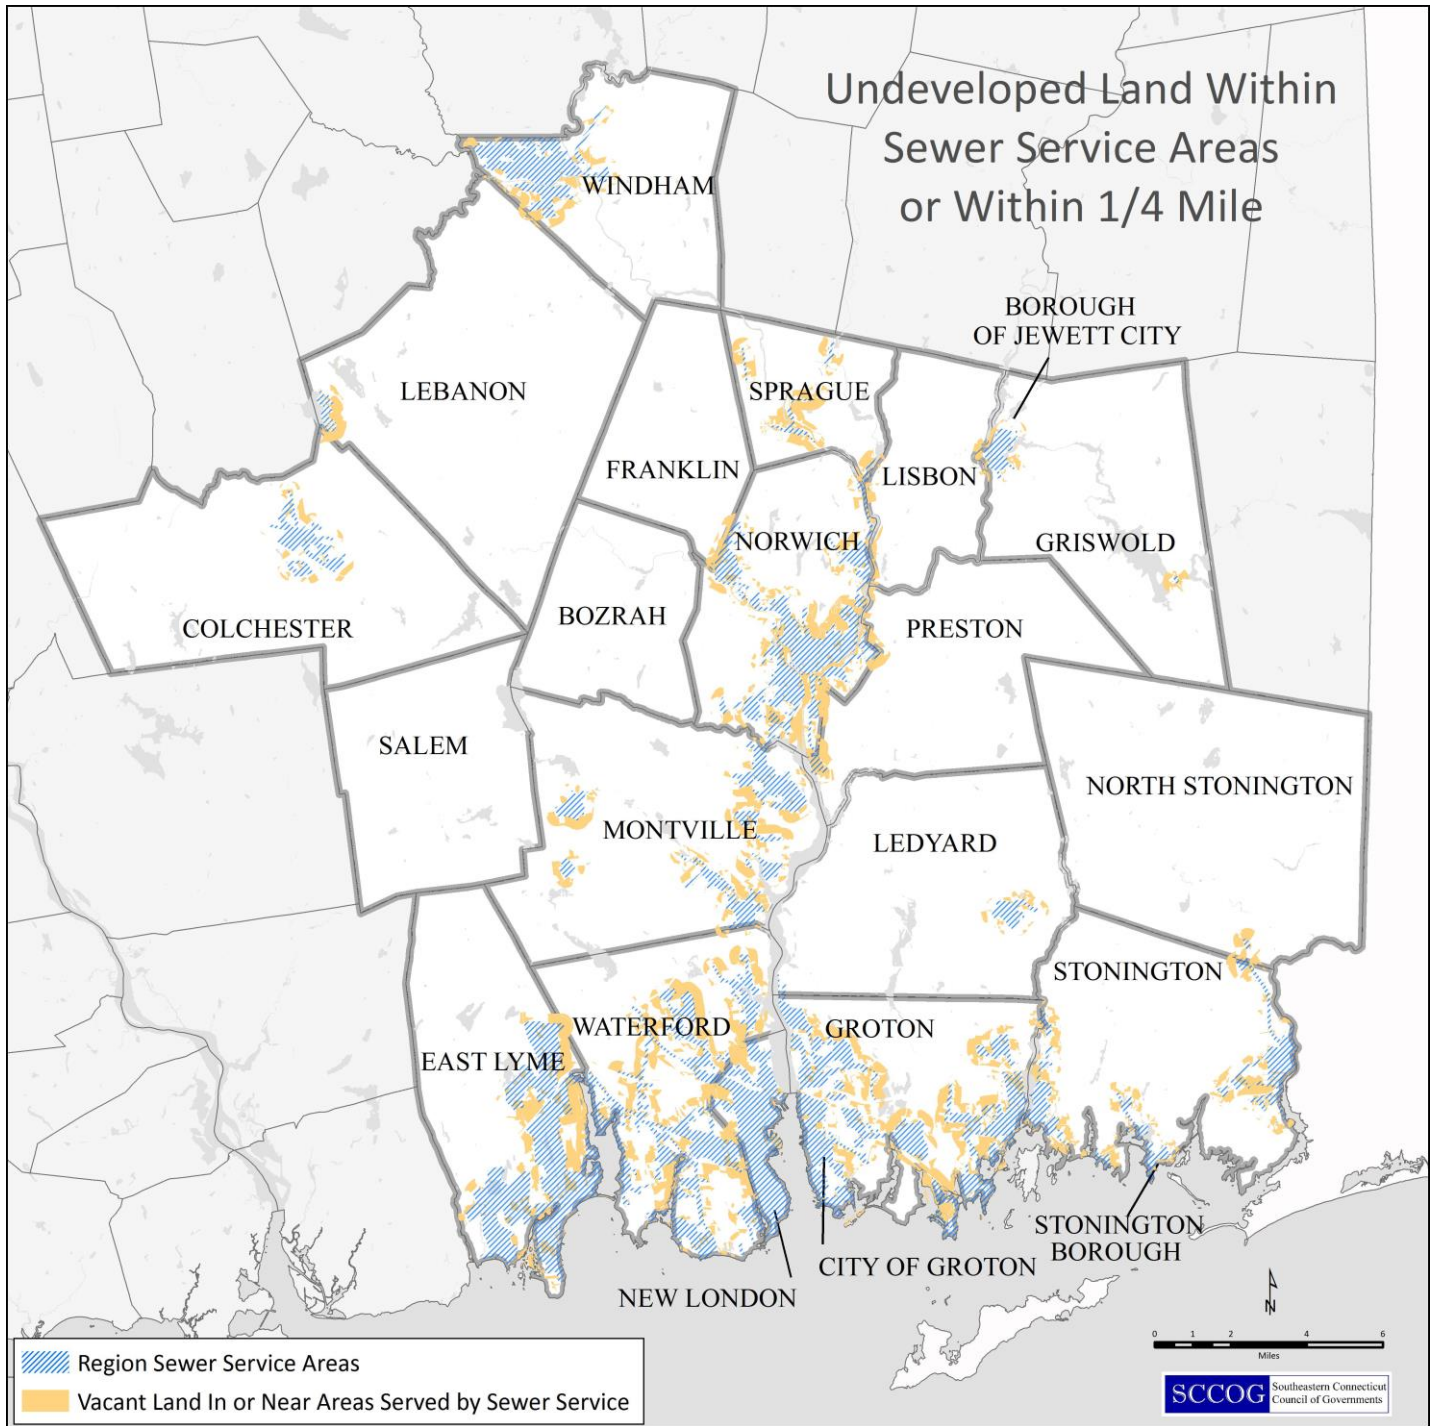 Undeveloped Land Within
Sewer Service Areas
or Within 1/4 Mile
WINDHAM
BOROUGH
OF JEWETT CITY
LEBANON
SPRAGUE
FRANKLIN
LISBON
NORWICH
GRISWOLD
BOZRAH
COLCHESTER
PRESTON
SALEM
NORTH STONINGTON
MONTVILLE
LEDYARD
STONINGTON
WATERFORD
GROTON
EAST LYME
STONINGTON
BOROUGH
CITY OF GROTON
NEW LONDON
N
0 1 2 4 6
Miles
Region Sewer Service Areas
Vacant Land In or Near Areas Served by Sewer Service
SCCOG
Southeastern Connecticut
Council of Governments